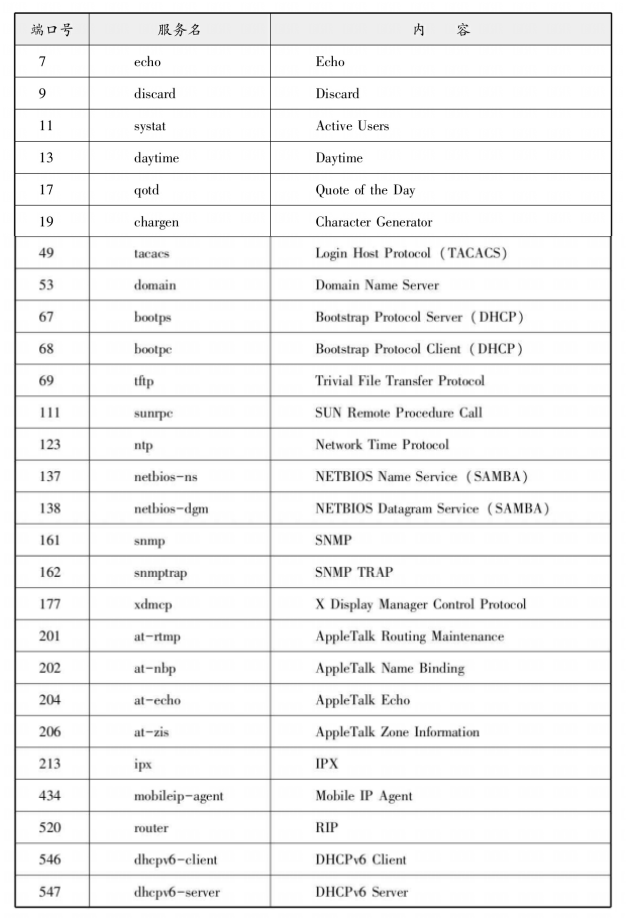 端口号 服务名 内 容
7 echo Echo
9 discard Discard
11 systat Active Users
13 daytime Daytime
17 qotd Quote of the Day
19 chargen Character Generator
49 tacacs Login Host Protocol (TACACS)
53 domain Domain Name Server
67 bootps Bootstrap Protocol Server (DHCP)
68 bootpc Bootstrap Protocol Client (DHCP)
69 tftp Trivial File Transfer Protocol
111 sunrpc SUN Remote Procedure Call
123 ntp Network Time Protocol
137 netbios-ns NETBIOS Name Service (SAMBA)
138 netbios-dgm NETBIOS Datagram Service (SAMBA)
161 snmp SNMP
162 snmptrap SNMP TRAP
177 xdmcp X Display Manager Control Protocol
201 at-rtmp AppleTalk Routing Maintenance
202 at-nbp AppleTalk Name Binding
204 at-echo AppleTalk Echo
206 at-zis AppleTalk Zone Information
213 ipx IPX
434 mobileip-agent Mobile IP Agent
520 router RIP
546 dhcpv6-client DHCPv6 Client
547 dhcpv6-server DHCPv6 Server